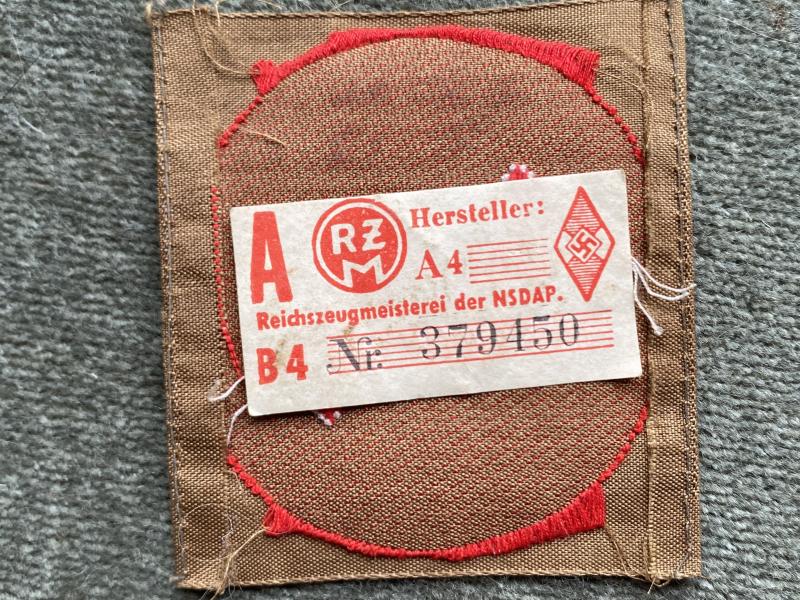 A RZM Hersteller:
A4
Reichszeugmeisterei der NSDAP.
B4 Nr. 379450